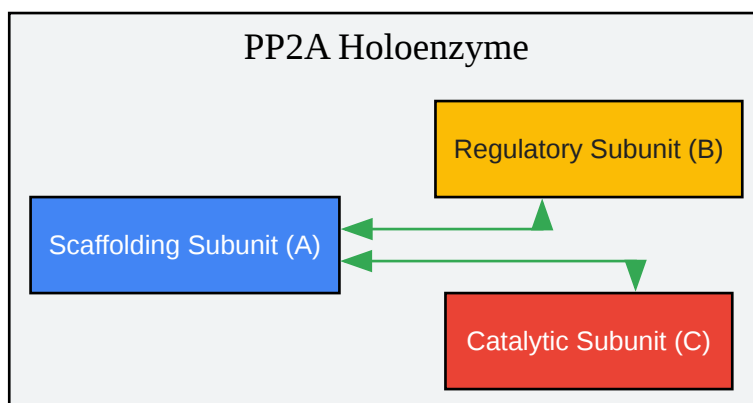 PP2A Holoenzyme
Regulatory Subunit (B)
Scaffolding Subunit (A)
Catalytic Subunit (C)